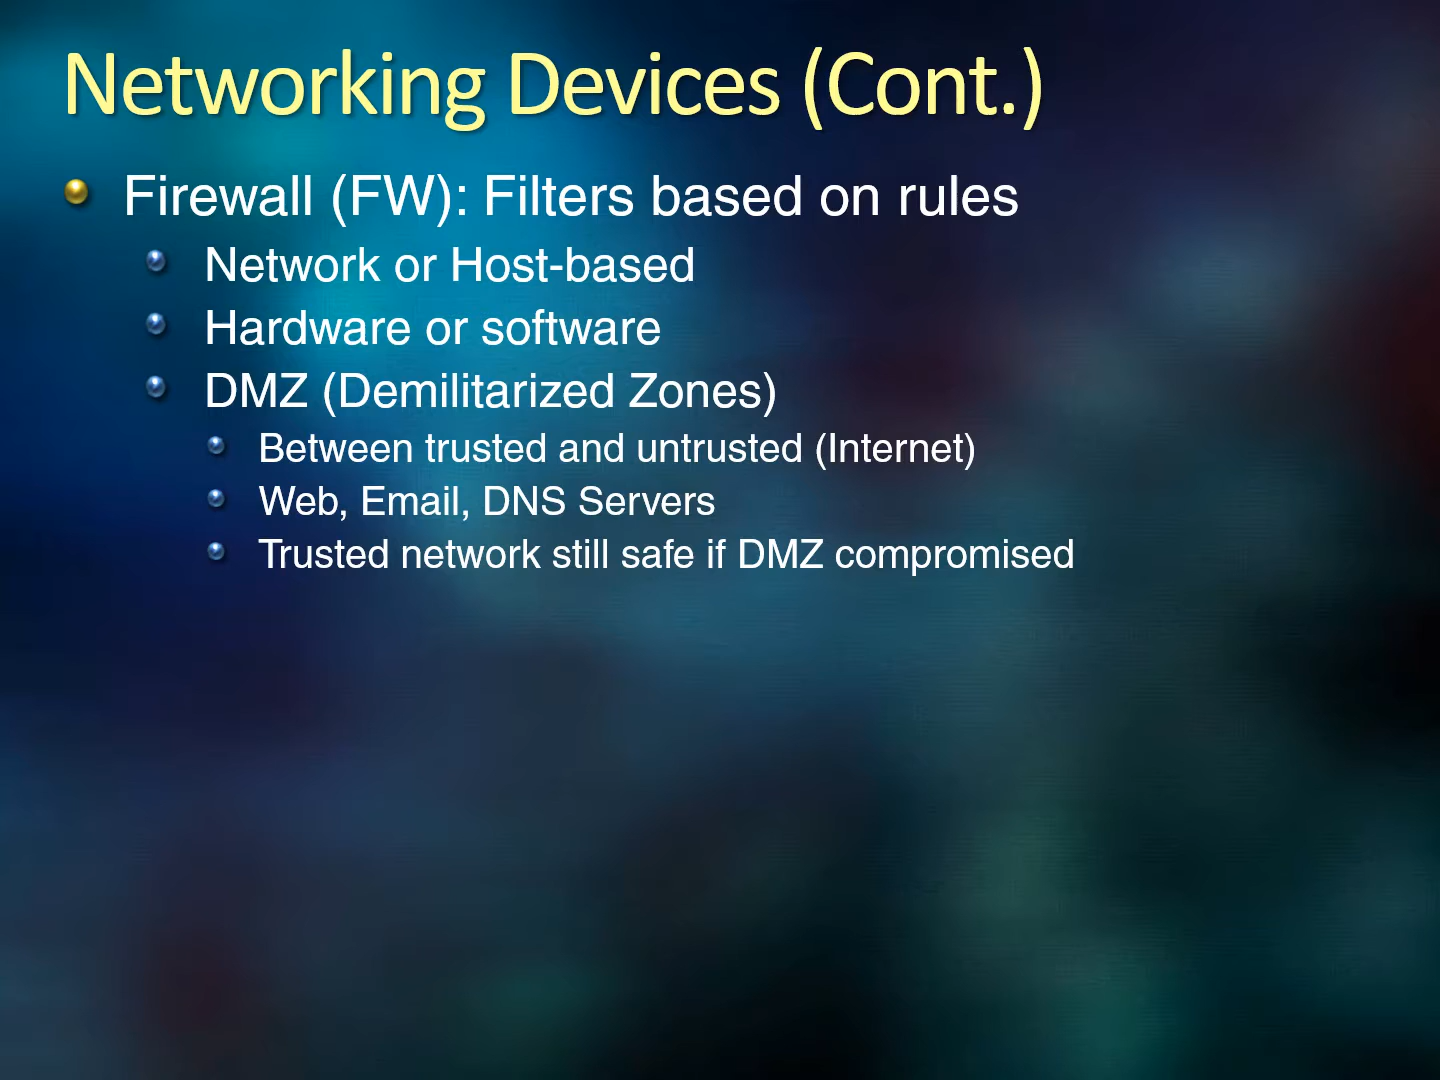 Networking Devices (Cont.)
Firewall (FW): Filters based on rules
Network or Host-based
Hardware or software
DMZ (Demilitarized Zones)
Between trusted and untrusted (Internet)
Web, Email, DNS Servers
Trusted network still safe if DMZ compromised